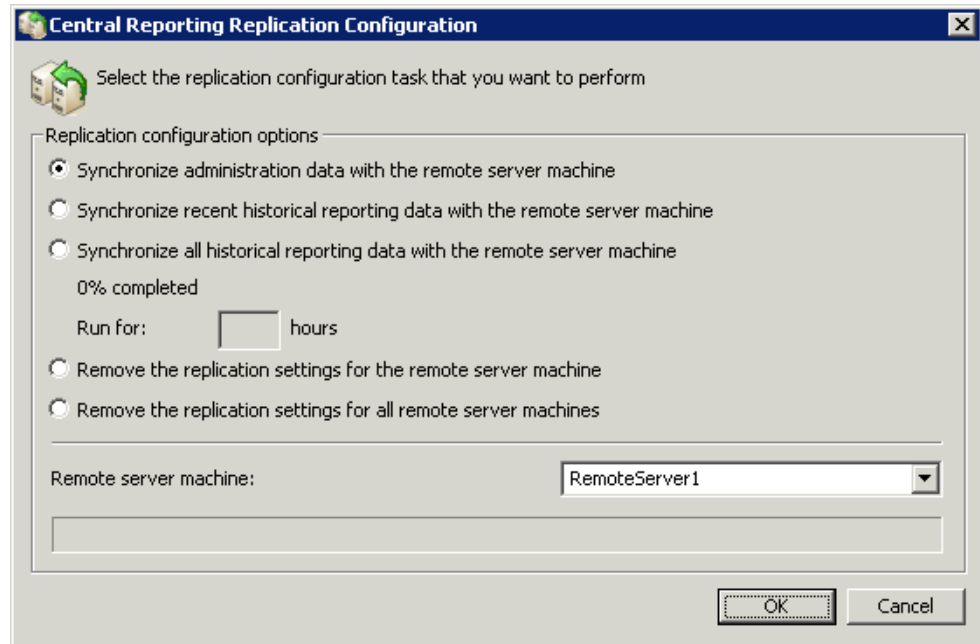 Central Reporting Replication Configuration
Select the replication configuration task that you want to perform
Replication configuration options
Synchronize administration data with the remote server machine
Synchronize recent historical reporting data with the remote server machine
Synchronize all historical reporting data with the remote server machine
0% completed
Run for: hours
Remove the replication settings for the remote server machine
Remove the replication settings for all remote server machines
Remote server machine: RemoteServer1
OK Cancel